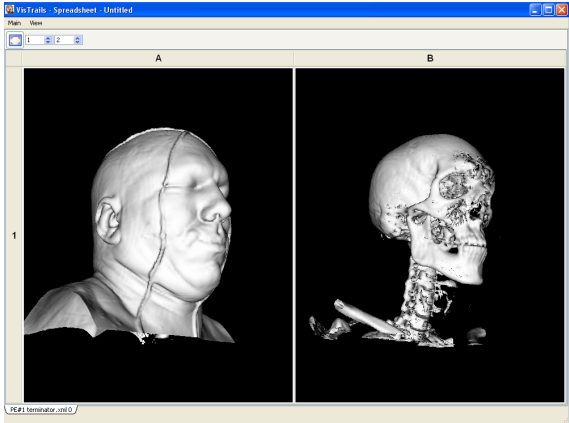 VisTrails - Spreadsheet - Untitled
Main View
1 2
A B
1
PE#1 terminator.xml 0